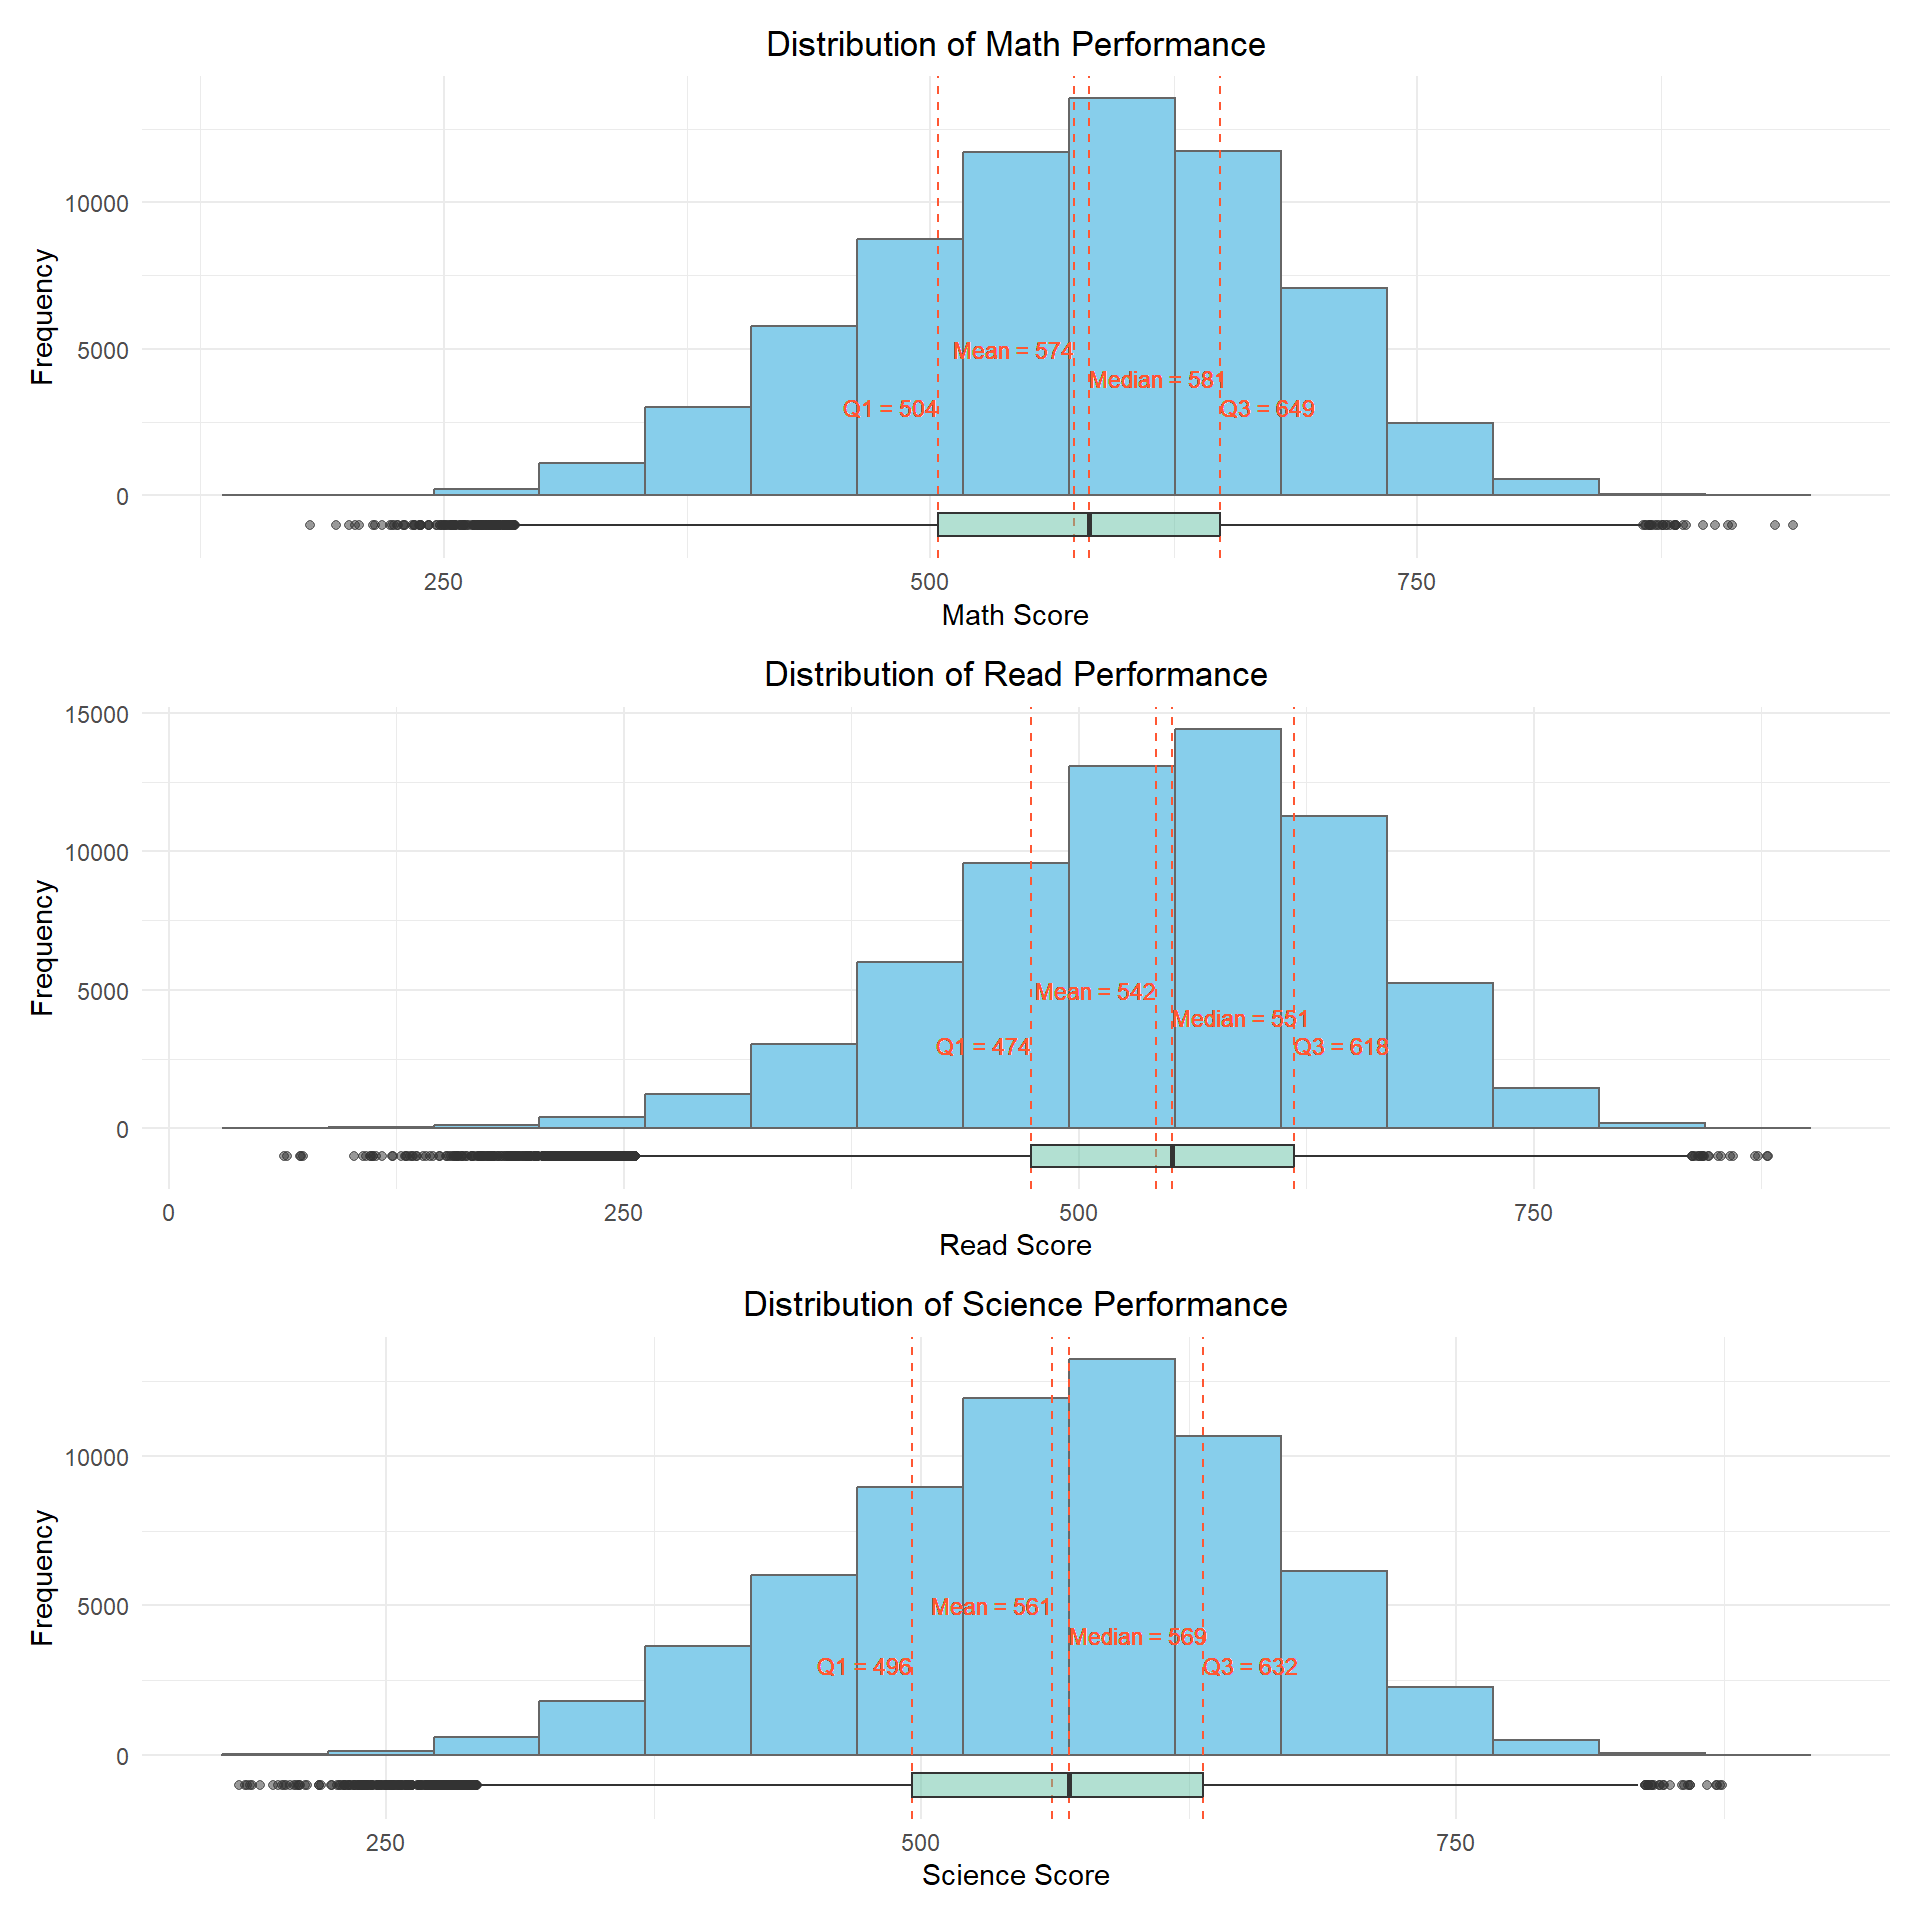 Distribution of Math Performance
10000
5000
0
Frequency
Mean = 574
Median = 581
Q1 = 504
Q3 = 649
250
500
750
Math Score
Distribution of Read Performance
15000
10000
5000
0
Frequency
Mean = 542
Median = 551
Q1 = 474
Q3 = 618
0
250
500
750
Read Score
Distribution of Science Performance
10000
5000
0
Frequency
Mean = 561
Median = 569
Q1 = 496
Q3 = 632
250
500
750
Science Score